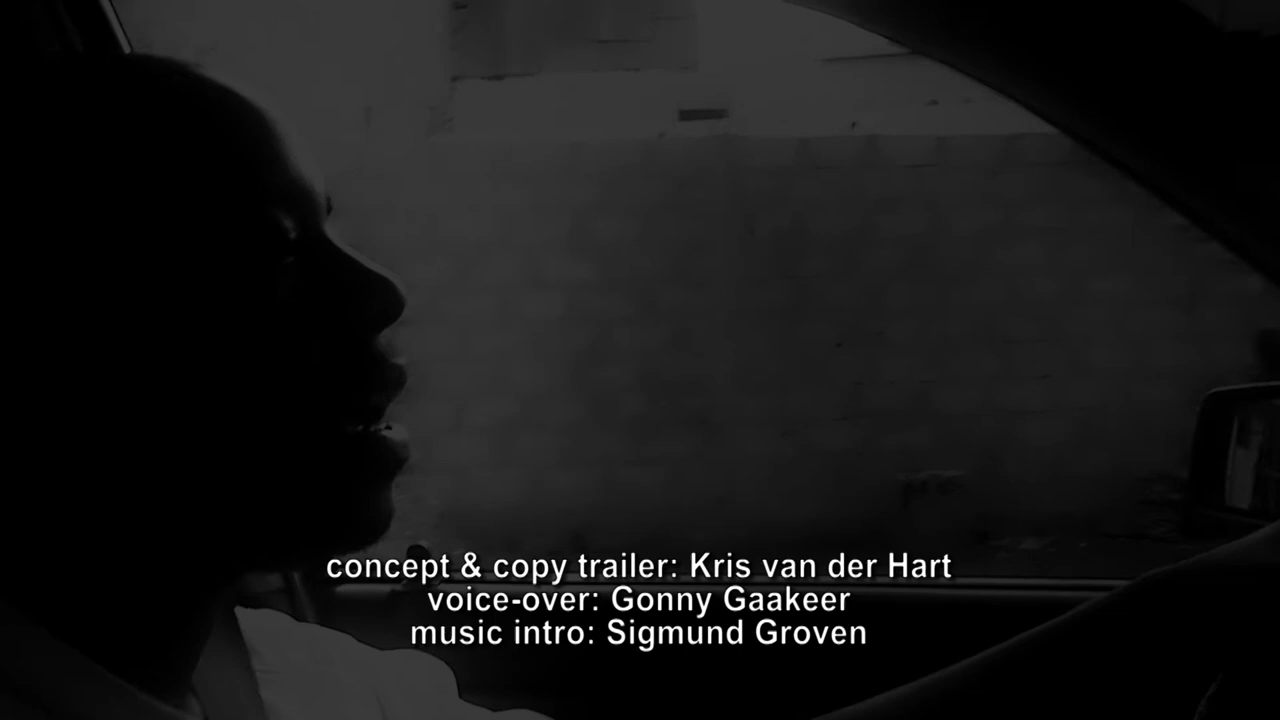 concept & copy trailer: Kris van der Hart
voice-over: Gonny Gaakeer
music intro: Sigmund Groven